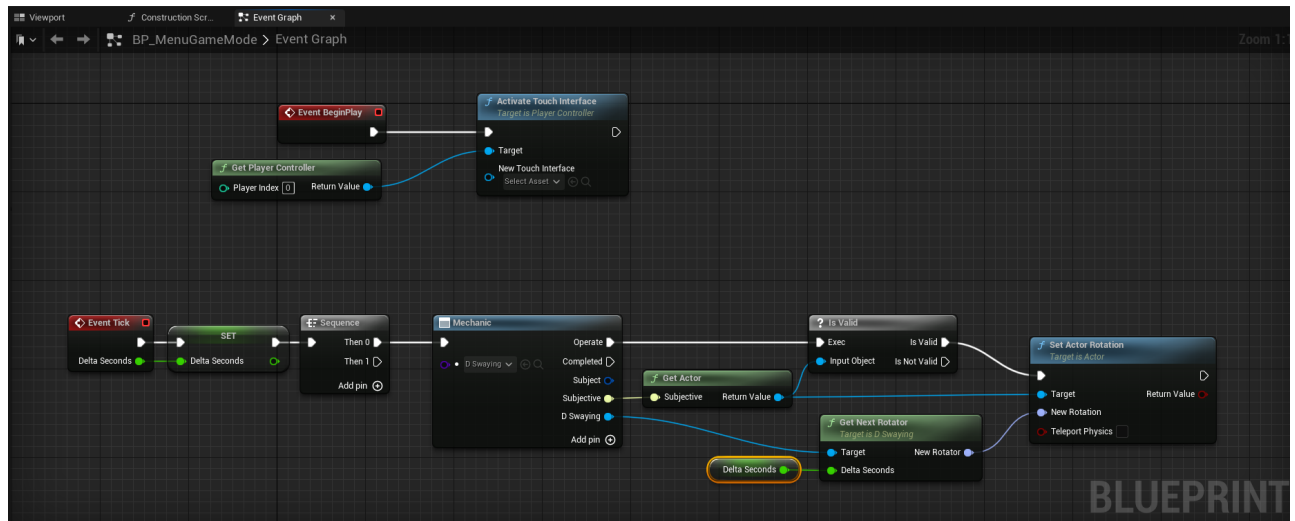 Viewport
Construction Scr...
Event Graph
BP_MenuGameMode > Event Graph
Zoom 1:1
Event BeginPlay
Activate Touch Interface
Target is Player Controller
Target
New Touch Interface
Select Asset
Get Player Controller
Player Index 0 Return Value
Event Tick
Delta Seconds
SET
Delta Seconds
Sequence
Then 0
Then 1
Add pin
Mechanic
Operate
D Swaying Completed
Subject
Subjective
D Swaying
Add pin
Get Actor
Subjective Return Value
Is Valid
Exec Is Valid
Input Object Is Not Valid
Set Actor Rotation
Target is Actor
Target Return Value
New Rotation
Teleport Physics
Get Next Rotator
Target is D Swaying
Target New Rotator
Delta Seconds
Delta Seconds
BLUEPRINT